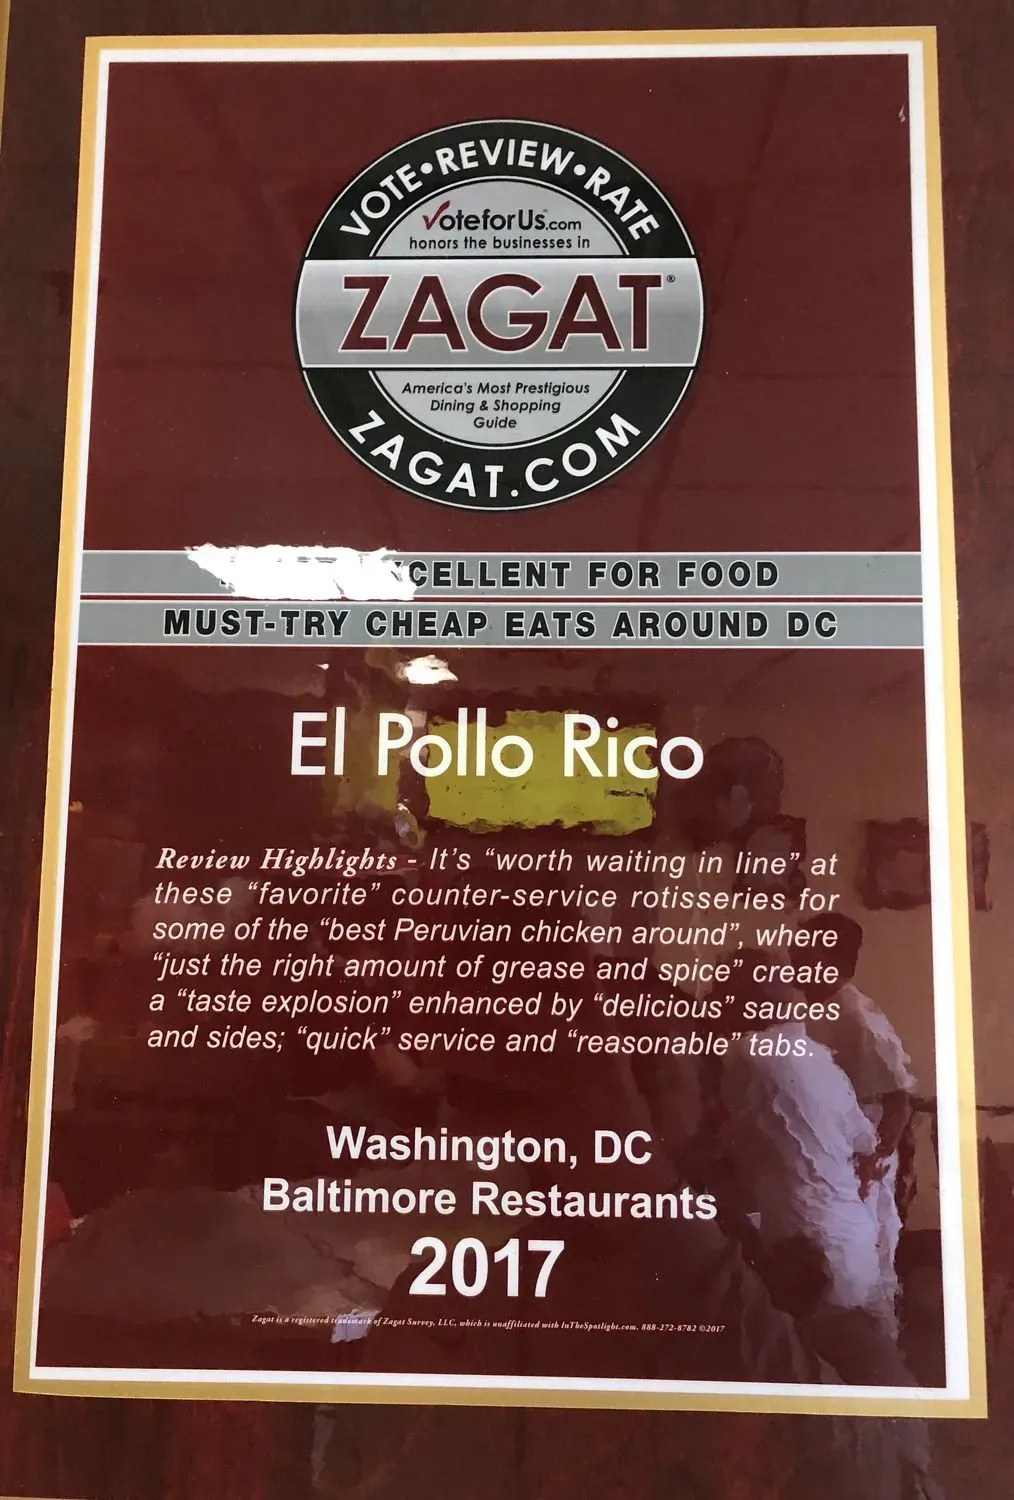 VOTE•REVIEW•RATE
VoteforUs.com
honors the businesses in
ZAGAT®
America's Most Prestigious
Dining & Shopping
Guide
ZAGAT.COM
FOR FOOD
MUST-TRY CHEAP EATS AROUND DC
El Pollo Rico
Review Highlights - It's “worth waiting in line” at
these “favorite” counter-service rotisseries for
some of the “best Peruvian chicken around”, where
“just the right amount of grease and spice” create
a “taste explosion” enhanced by “delicious” sauces
and sides; “quick” service and “reasonable” tabs.
Washington, DC
Baltimore Restaurants
2017
Zagat is a registered trademark of Zagat Survey, LLC, which is unaffiliated with InTheSpotlight.com. 888-272-8782 ©2017